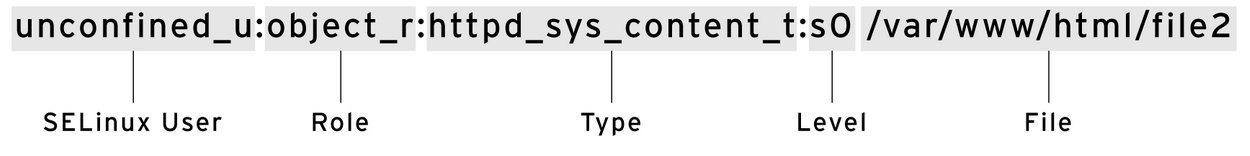 unconfined_u:object_r:httpd_sys_content_t:s0 /var/www/html/file2
SELinux User Role Type Level File